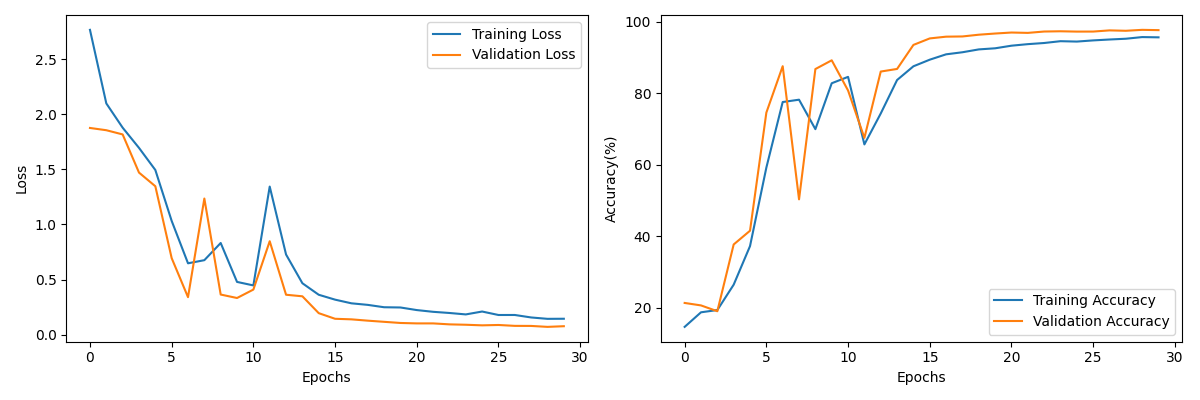 Training Loss
Validation Loss
2.5
2.0
1.5
1.0
0.5
0.0
Loss
0 5 10 15 20 25 30
Epochs
100
80
60
40
20
Accuracy(%)
Training Accuracy
Validation Accuracy
0 5 10 15 20 25 30
Epochs